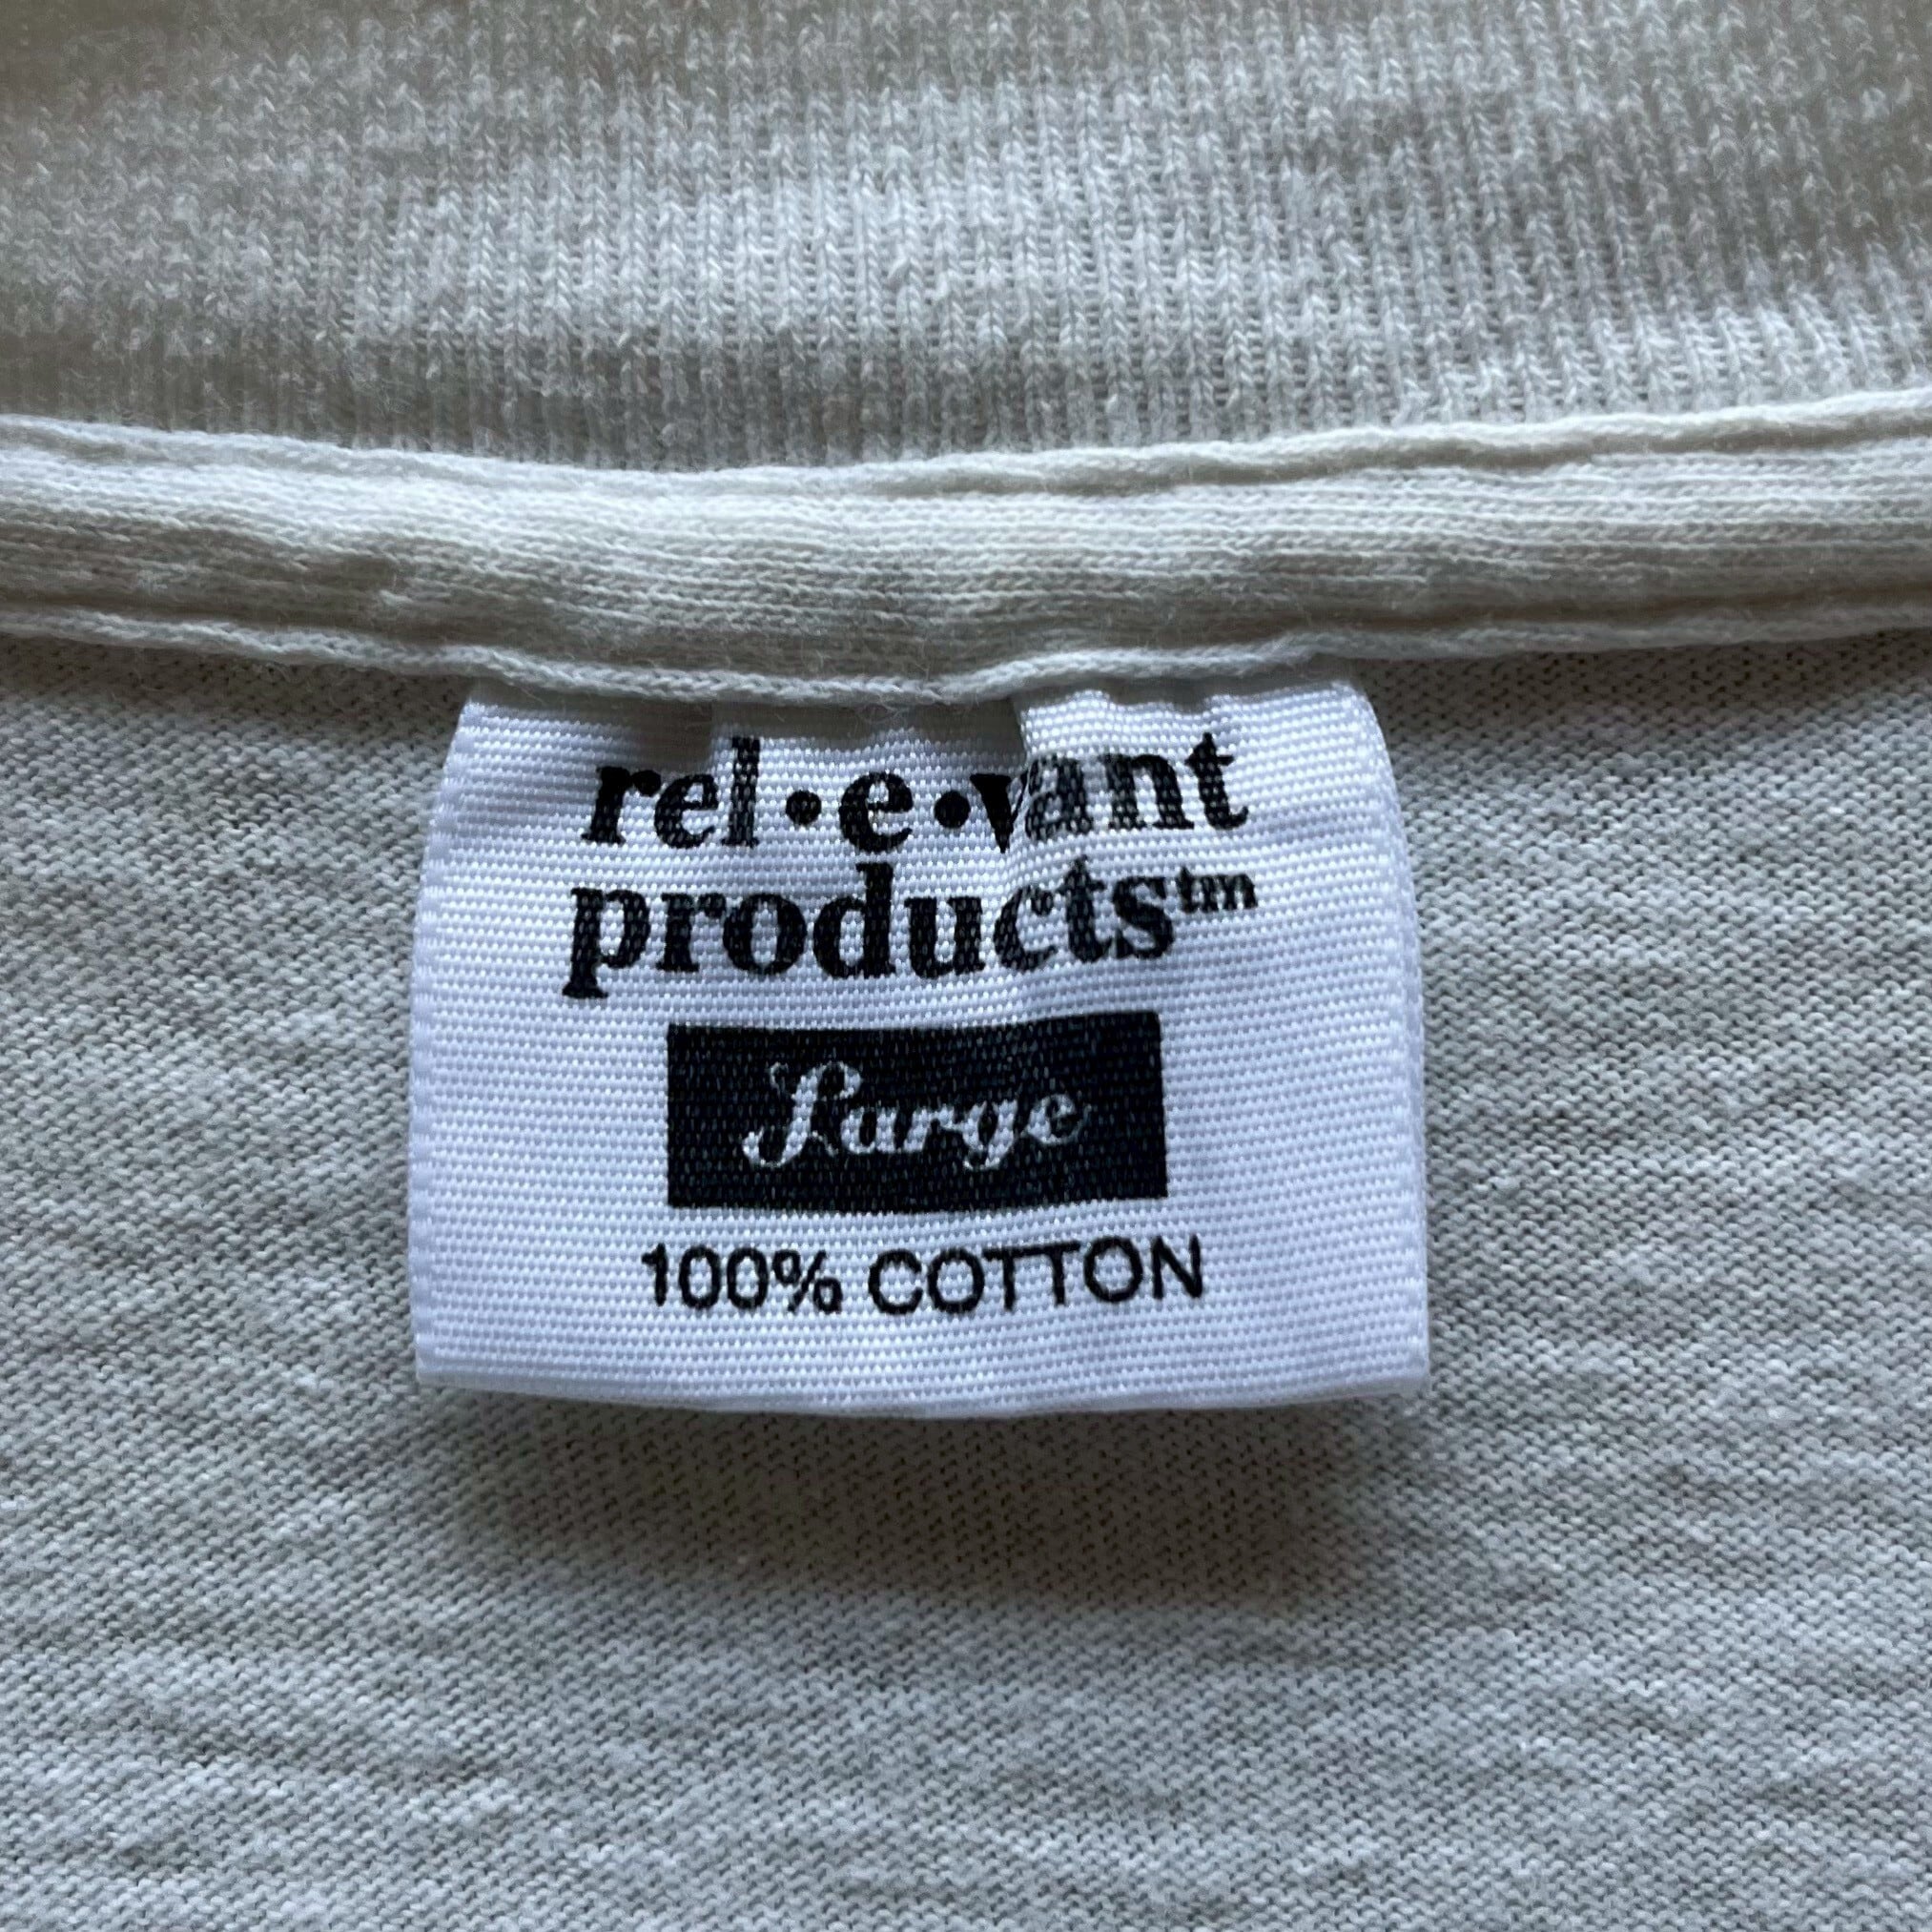 rel•e•vant
products™
Large
100% COTTON